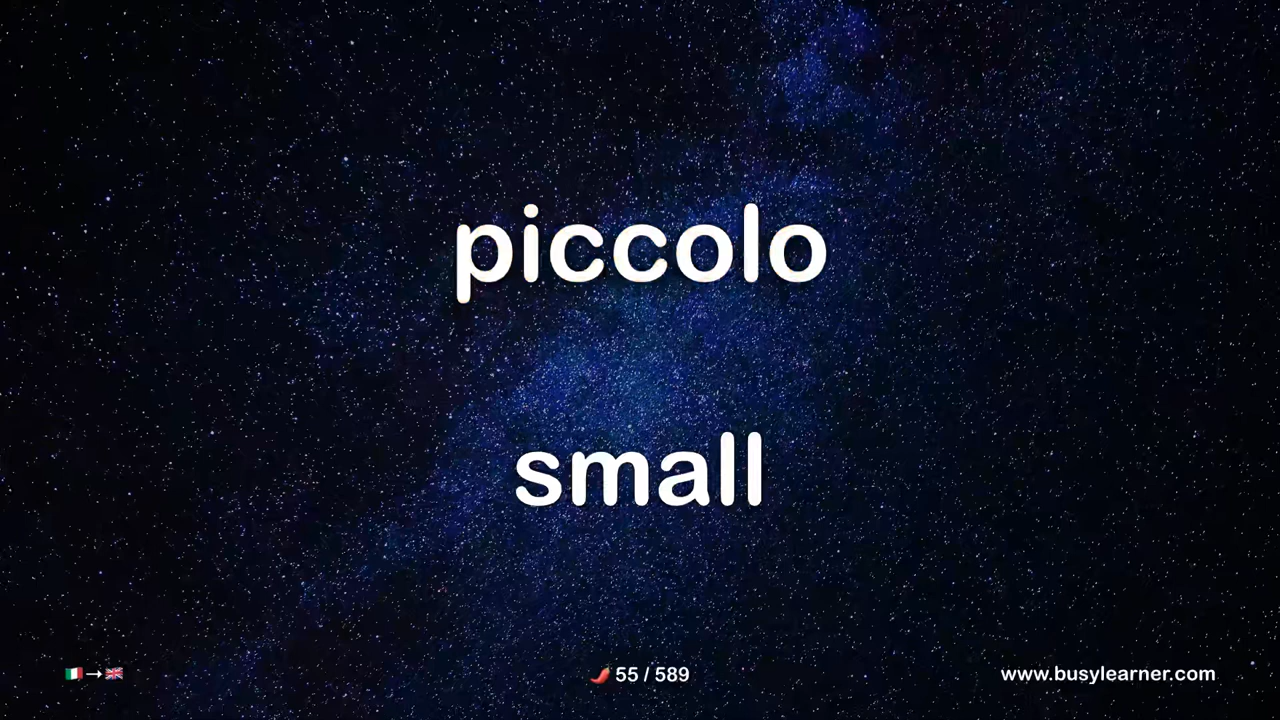 piccolo
small
🇮🇹→🇬🇧 🌶️ 55 / 589 www.busylearner.com